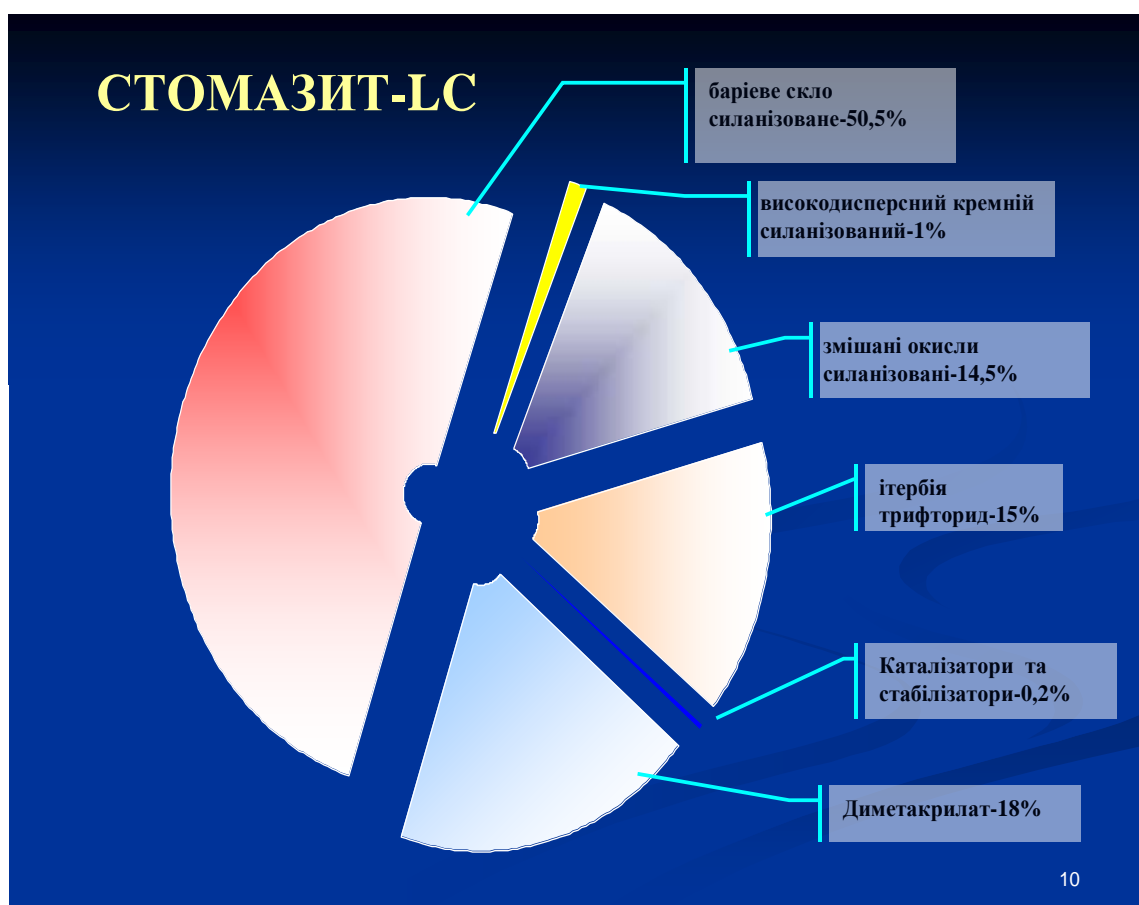 СТОМАЗИТ-LC
баріеве скло
силанізоване-50,5%
високодисперсний кремній
силанізований-1%
змішані окисли
силанізовані-14,5%
ітербія
трифторид-15%
Каталізатори та
стабілізатори-0,2%
Диметакрилат-18%
10